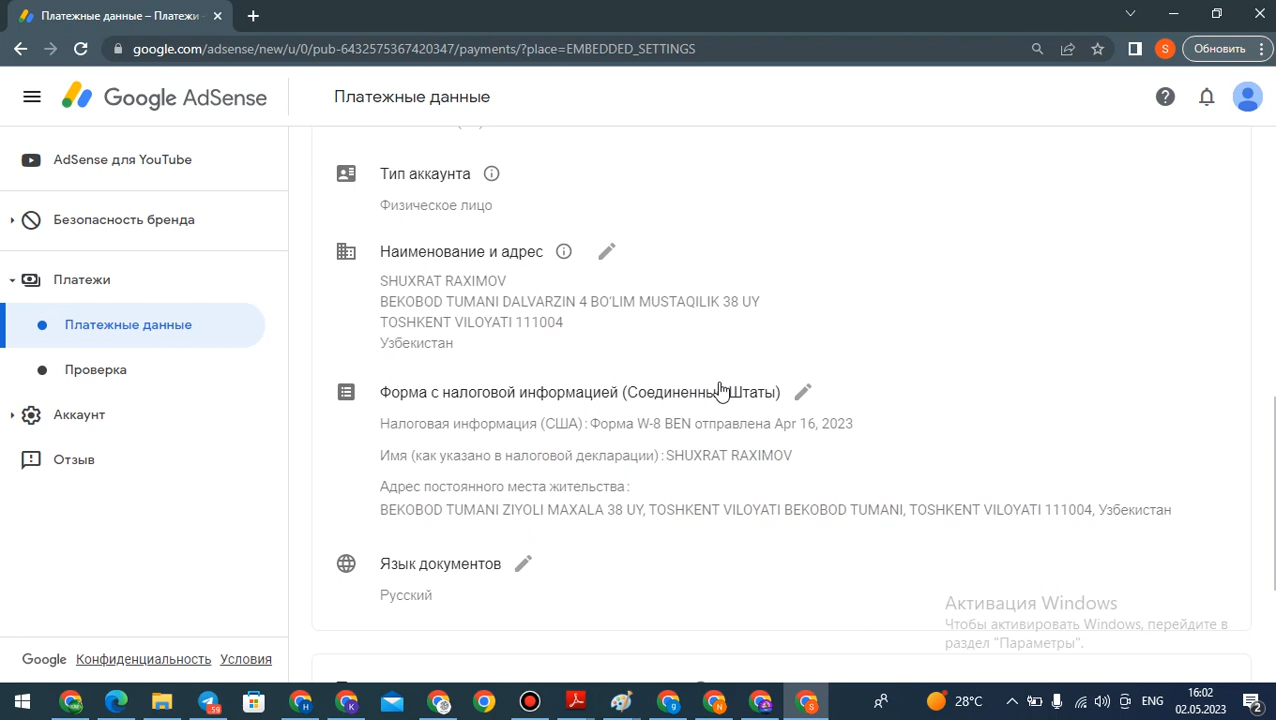 Платежные данные – Платежи -
google.com/adsense/new/u/0/pub-6432575367420347/payments/?place=EMBEDDED_SETTINGS
S
Обновить
Google AdSense
Платежные данные
AdSense для YouTube
Безопасность бренда
Платежи
Платежные данные
Проверка
Аккаунт
Отзыв
Тип аккаунта
Физическое лицо
Наименование и адрес
SHUXRAT RAXIMOV
BEKOBOD TUMANI DALVARZIN 4 BO'LIM MUSTAQILIK 38 UY
TOSHKENT VILOYATI 111004
Узбекистан
Форма с налоговой информацией (Соединенные Штаты)
Налоговая информация (США) : Форма W-8 BEN отправлена Apr 16, 2023
Имя (как указано в налоговой декларации) : SHUXRAT RAXIMOV
Адрес постоянного места жительства :
BEKOBOD TUMANI ZIYOLI MAXALA 38 UY, TOSHKENT VILOYATI BEKOBOD TUMANI, TOSHKENT VILOYATI 111004, Узбекистан
Язык документов
Русский
Активация Windows
Чтобы активировать Windows, перейдите в
раздел "Параметры".
Google Конфиденциальность Условия
28°C
ENG
16:02
02.05.2023
2